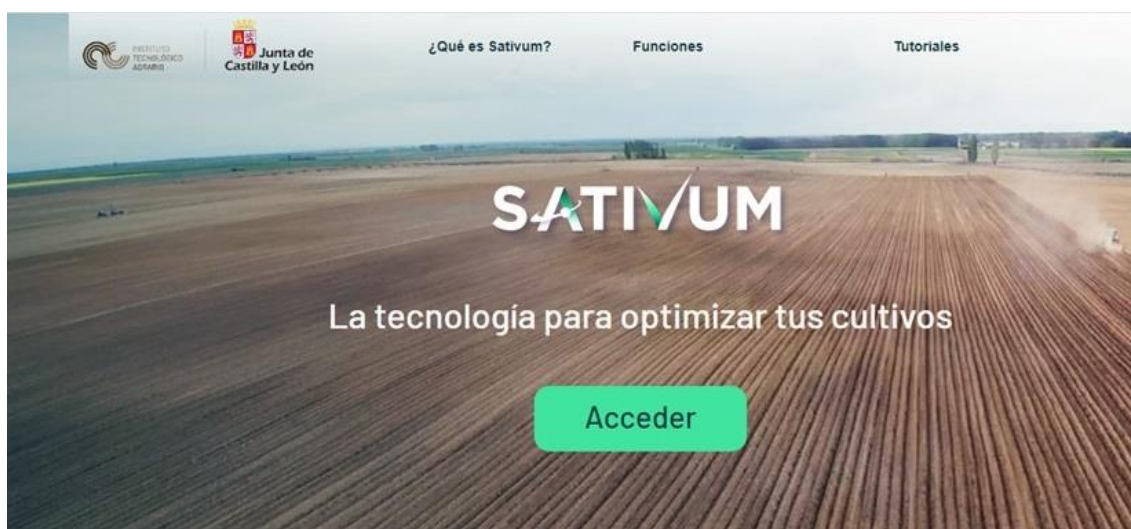 INSTITUTO
TECNOLÓGICO
AGRARIO
Junta de
Castilla y León
¿Qué es Sativum?
Funciones
Tutoriales
SATIVUM
La tecnología para optimizar tus cultivos
Acceder